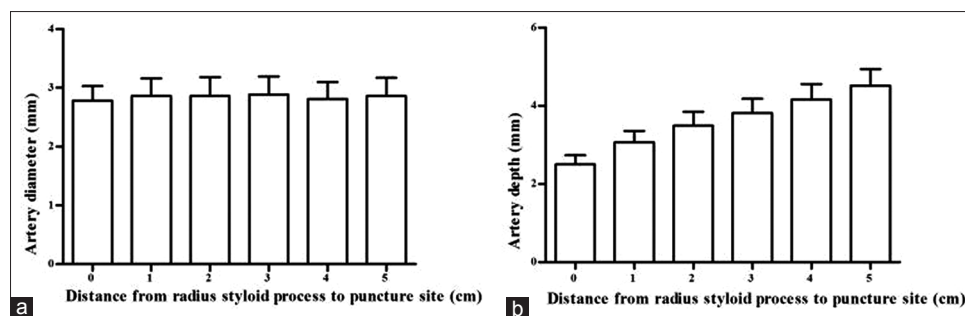 4
3
2
1
0
Artery diameter (mm)
0 1 2 3 4 5
Distance from radius styloid process to puncture site (cm)
a
6
4
2
0
Artery depth (mm)
0 1 2 3 4 5
Distance from radius styloid process to puncture site (cm)
b